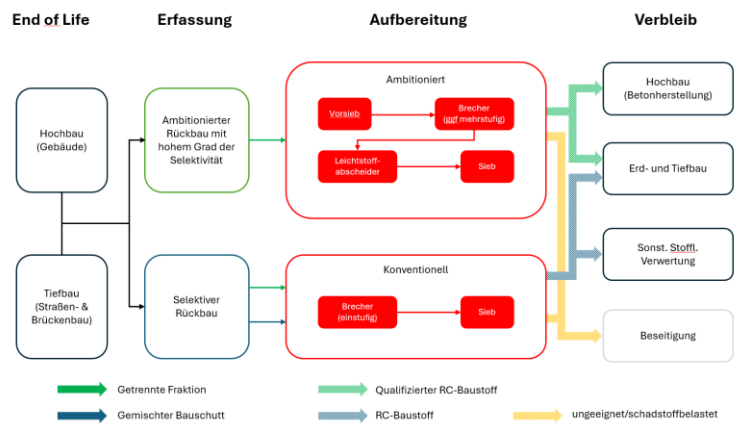 End of Life
Erfassung
Aufbereitung
Verbleib
Hochbau
(Gebäude)
Tiefbau
(Straßen- &
Brückenbau)
Ambitionierter
Rückbau mit
hohem Grad der
Selektivität
Selektiver
Rückbau
Ambitioniert
Vorsieb
Brecher
(ggf mehrstufig)
Leichtstoff-
abscheider
Sieb
Konventionell
Brecher
(einstufig)
Sieb
Hochbau
(Betonherstellung)
Erd- und Tiefbau
Sonst. Stoffl.
Verwertung
Beseitigung
Getrennte Fraktion
Qualifizierter RC-Baustoff
Gemischter Bauschutt
RC-Baustoff
ungeeignet/schadstoffbelastet